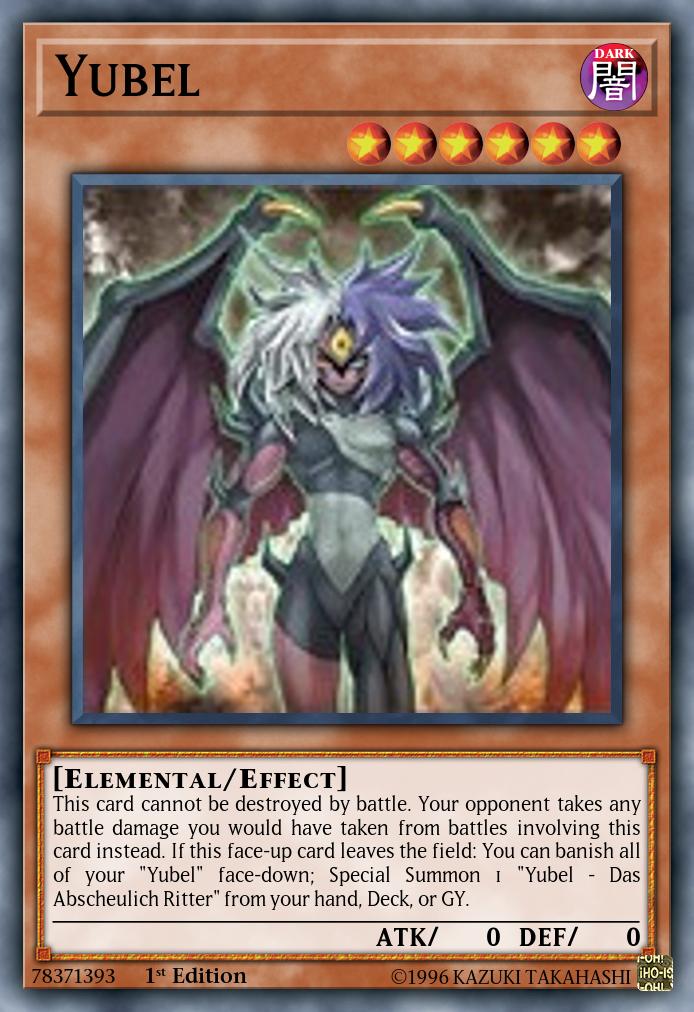 Yubel
DARK
闇
[Elemental/Effect]
This card cannot be destroyed by battle. Your opponent takes any
battle damage you would have taken from battles involving this
card instead. If this face-up card leaves the field: You can banish all
of your "Yubel" face-down; Special Summon 1 "Yubel - Das
Abscheulich Ritter" from your hand, Deck, or GY.
ATK/ 0 DEF/ 0
78371393 1st Edition ©1996 KAZUKI TAKAHASHI